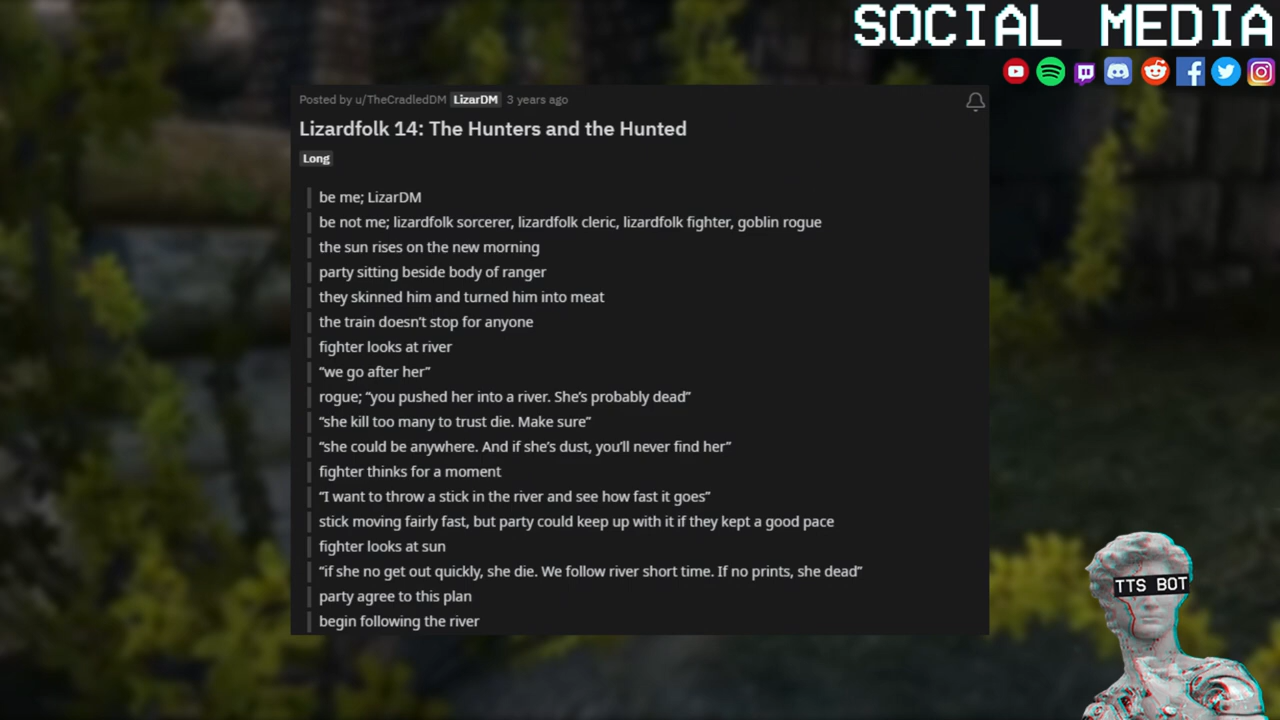 SOCIAL MEDIA
Posted by u/TheCradledDM LizarDM 3 years ago
Lizardfolk 14: The Hunters and the Hunted
Long
be me; LizarDM
be not me; lizardfolk sorcerer, lizardfolk cleric, lizardfolk fighter, goblin rogue
the sun rises on the new morning
party sitting beside body of ranger
they skinned him and turned him into meat
the train doesn’t stop for anyone
fighter looks at river
“we go after her”
rogue; “you pushed her into a river. She’s probably dead”
“she kill too many to trust die. Make sure”
“she could be anywhere. And if she’s dust, you’ll never find her”
fighter thinks for a moment
“I want to throw a stick in the river and see how fast it goes”
stick moving fairly fast, but party could keep up with it if they kept a good pace
fighter looks at sun
“if she no get out quickly, she die. We follow river short time. If no prints, she dead”
party agree to this plan
begin following the river
TTS BOT